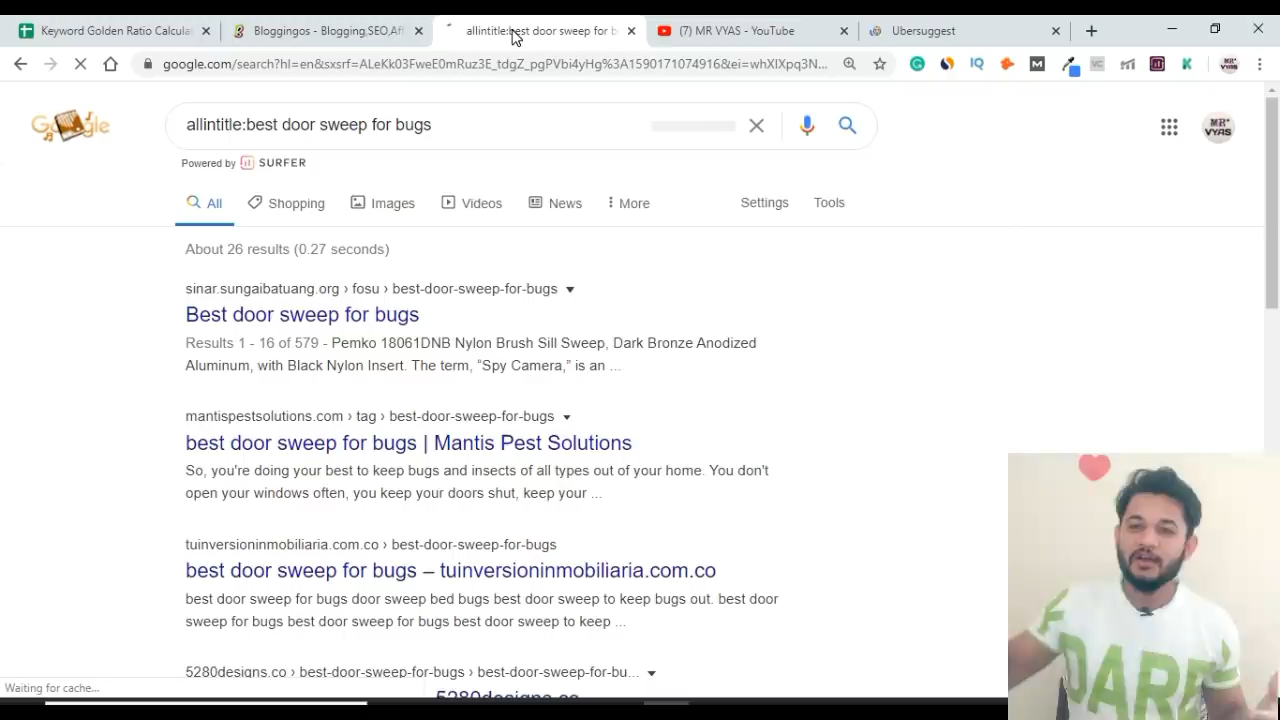 Keyword Golden Ratio Calcula
Bloggingos - Blogging,SEO,Aff
allintitle:best door sweep for b
(7) MR VYAS - YouTube
Ubersuggest
google.com/search?hl=en&sxsrf=ALeKk03FweE0mRuz3E_tdgZ_pgPVbi4yHg%3A1590171074916&ei=whXIXpq3N...
Google
allintitle:best door sweep for bugs
MR VYAS
Powered by SURFER
All Shopping Images Videos News More Settings Tools
About 26 results (0.27 seconds)
sinar.sungaibatuang.org › fosu › best-door-sweep-for-bugs
Best door sweep for bugs
Results 1 - 16 of 579 - Pemko 18061DNB Nylon Brush Sill Sweep, Dark Bronze Anodized
Aluminum, with Black Nylon Insert. The term, “Spy Camera,” is an ...
mantispestsolutions.com › tag › best-door-sweep-for-bugs
best door sweep for bugs | Mantis Pest Solutions
So, you're doing your best to keep bugs and insects of all types out of your home. You don't
open your windows often, you keep your doors shut, keep your ...
tuinversioninmobiliaria.com.co › best-door-sweep-for-bugs
best door sweep for bugs – tuinversioninmobiliaria.com.co
best door sweep for bugs door sweep bed bugs best door sweep to keep bugs out. best door
sweep for bugs best door sweep for bugs best door sweep to keep ...
5280designs.co › best-door-sweep-for-bugs › best-door-sweep-for-bu...
5280designs.co
Waiting for cache...
DARE